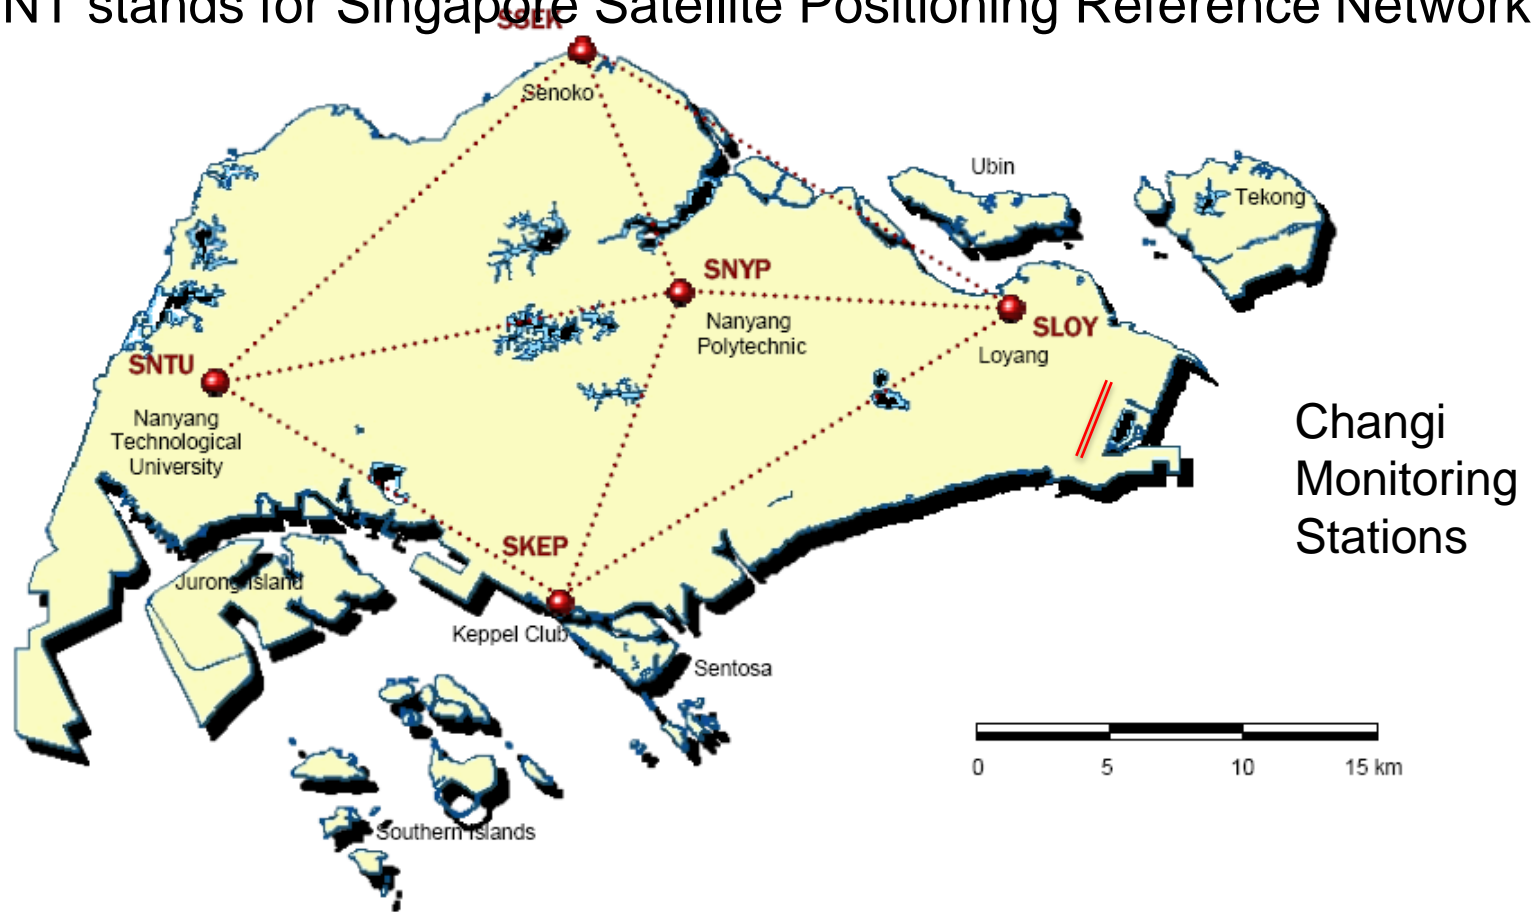 NT stands for Singapore Satellite Positioning Reference Network
SSEK
Senoko
Ubin
Tekong
SNYP
Nanyang
Polytechnic
SLOY
Loyang
SNTU
Nanyang
Technological
University
Changi
Monitoring
Stations
SKEP
Jurong Island
Keppel Club
Sentosa
0 5 10 15 km
Southern Islands